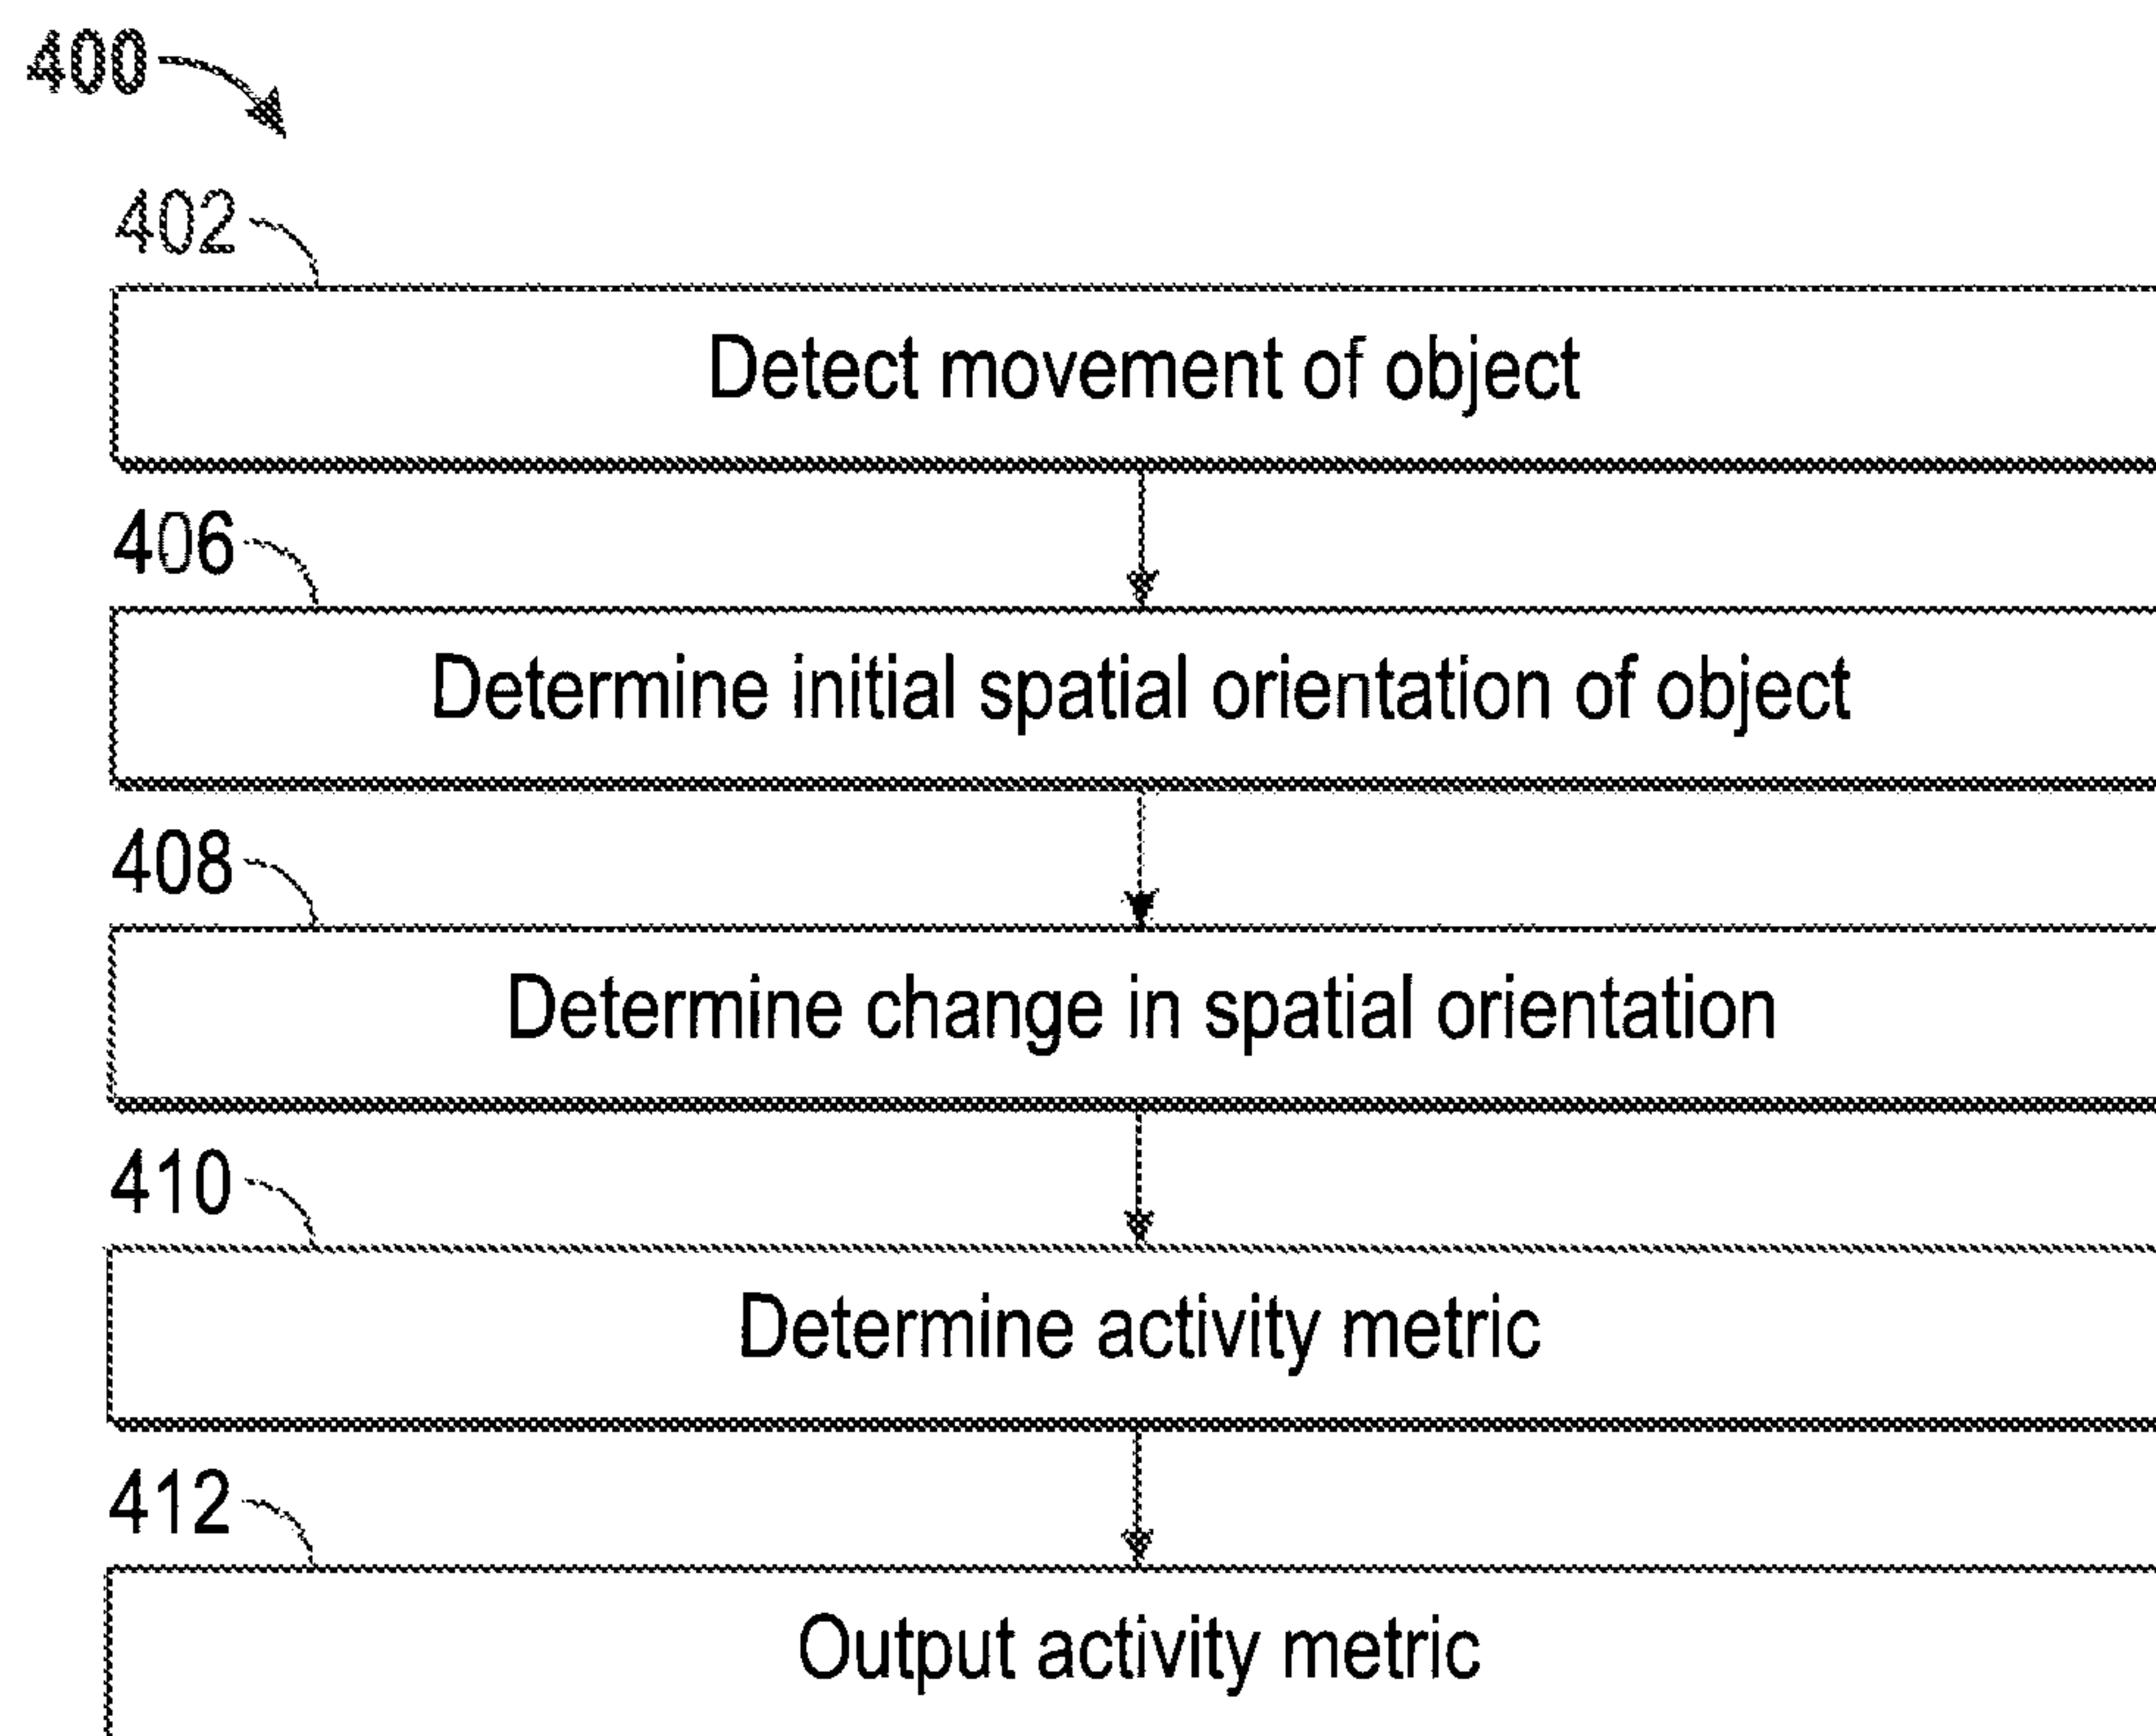 400
402
Detect movement of object
406
Determine initial spatial orientation of object
408
Determine change in spatial orientation
410
Determine activity metric
412
Output activity metric